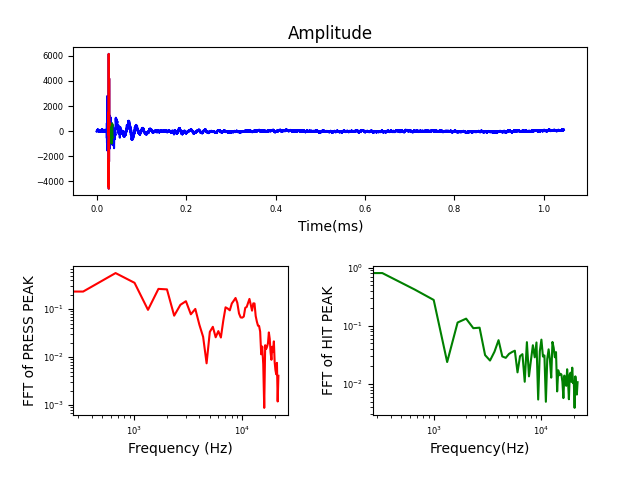 Amplitude
6000
4000
2000
0
−2000
−4000
0.0 0.2 0.4 0.6 0.8 1.0
Time(ms)
FFT of PRESS PEAK
10⁻¹
10⁻²
10⁻³
10³ 10⁴
Frequency (Hz)
FFT of HIT PEAK
10⁰
10⁻¹
10⁻²
10³ 10⁴
Frequency(Hz)